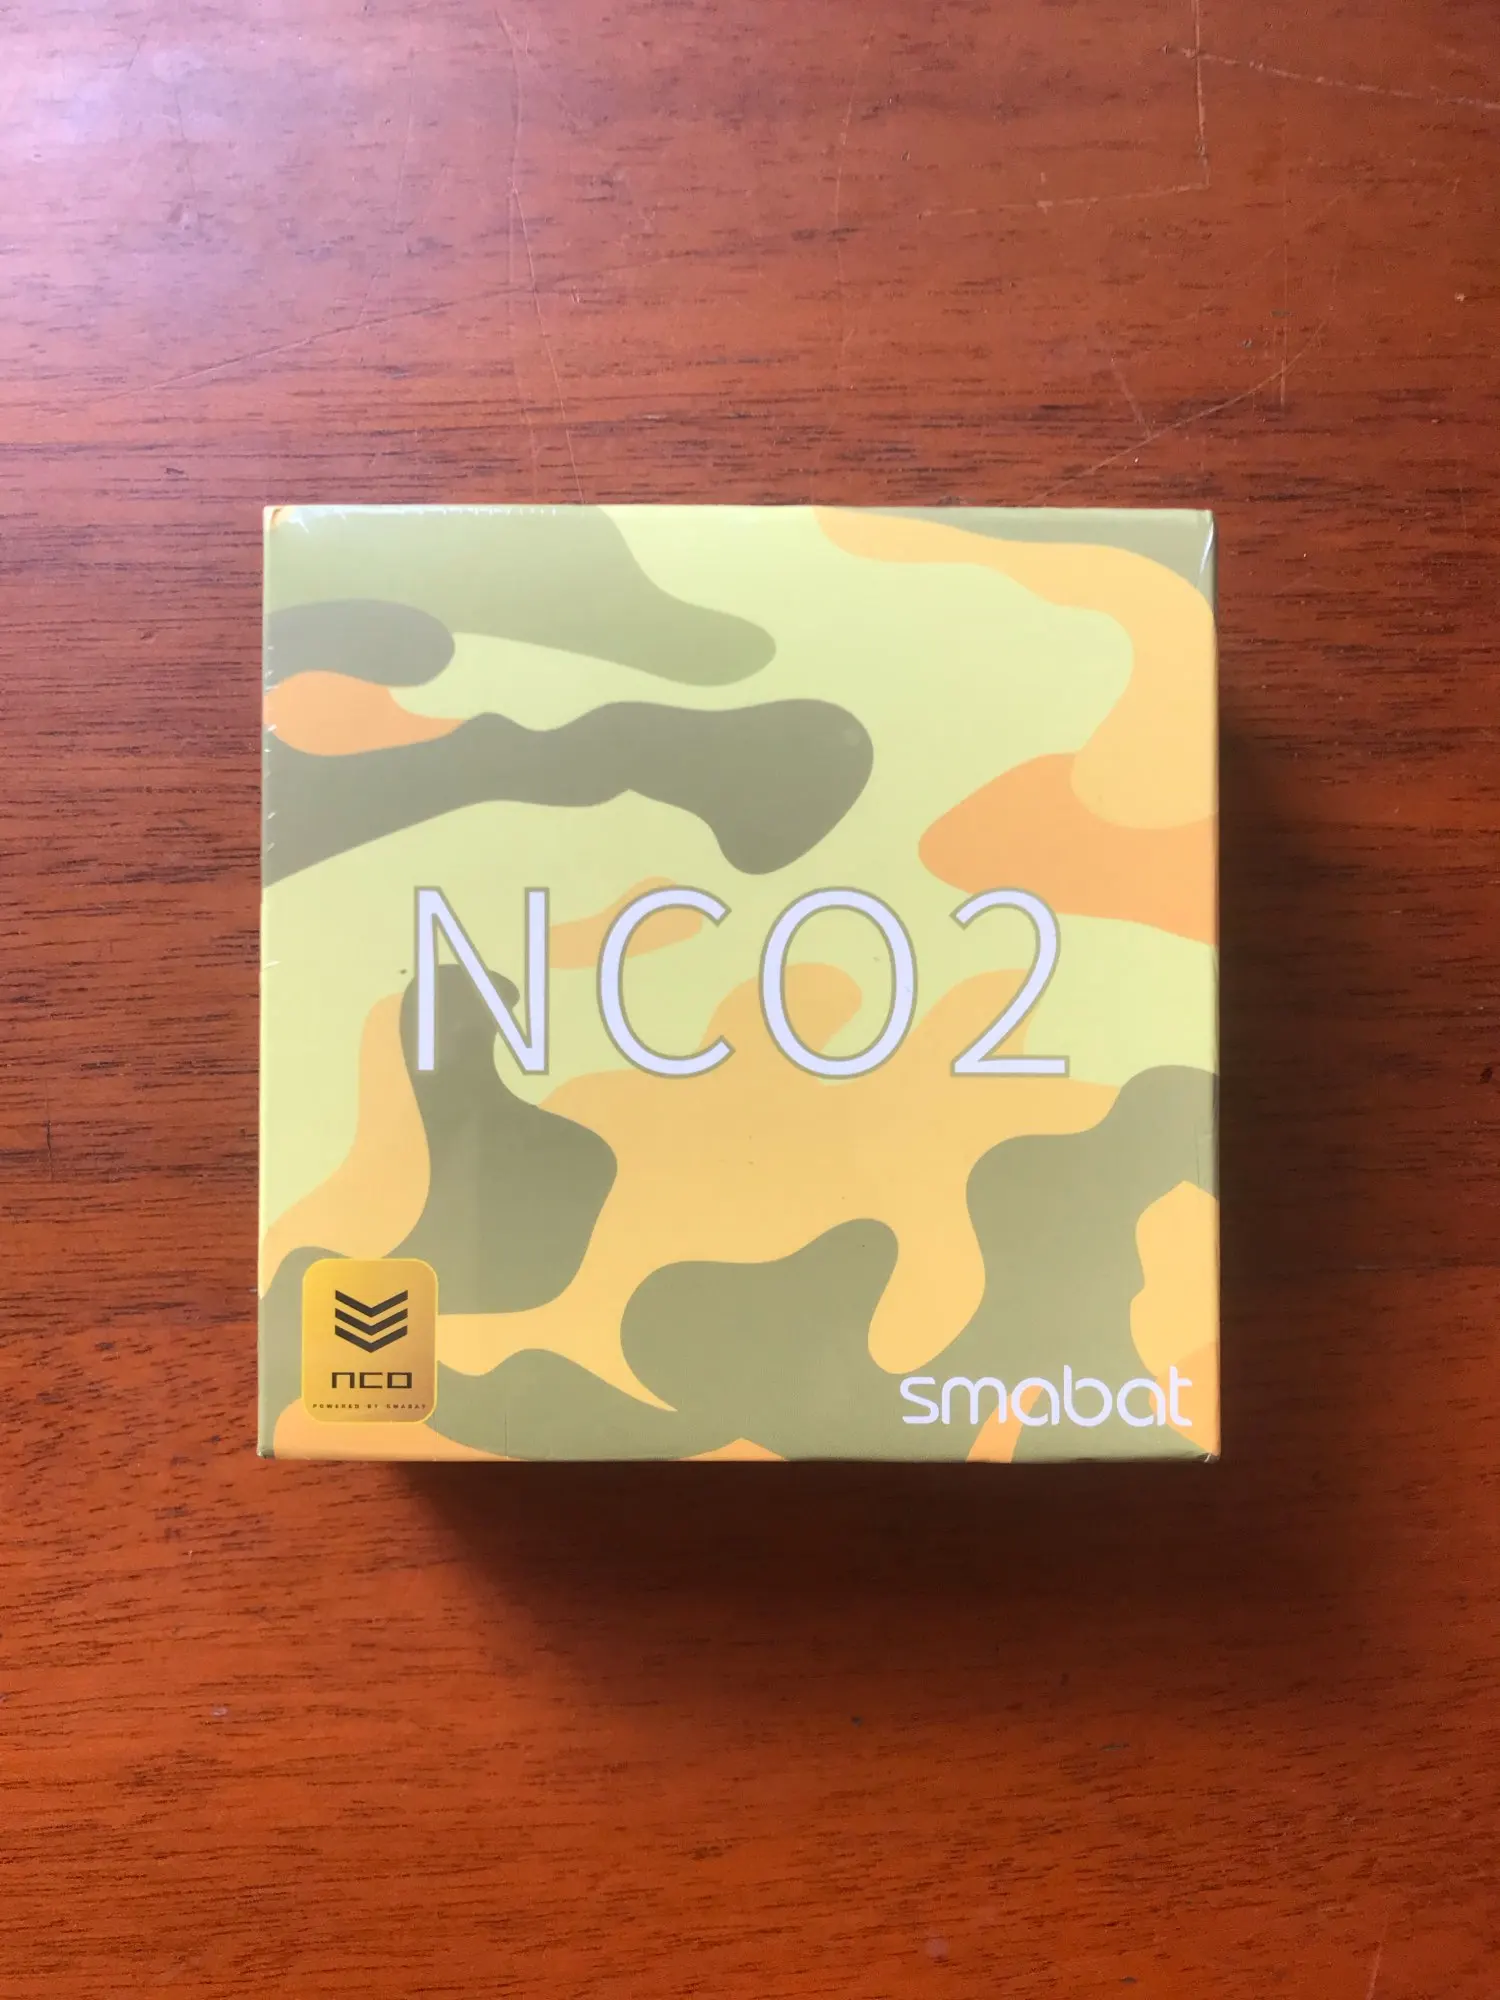 NCO2
nco
POWERED BY SMABAT
smabat